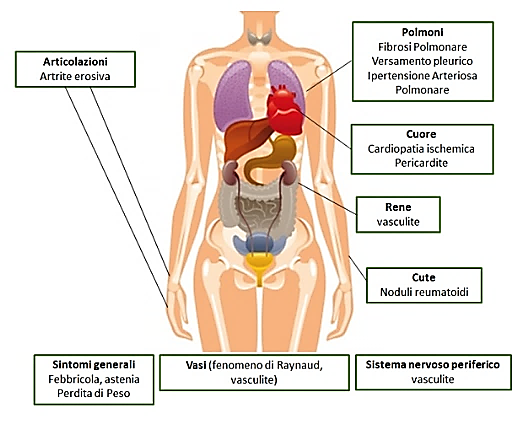 Articolazioni
Artrite erosiva
Polmoni
Fibrosi Polmonare
Versamento pleurico
Ipertensione Arteriosa
Polmonare
Cuore
Cardiopatia ischemica
Pericardite
Rene
vasculite
Cute
Noduli reumatoidi
Sintomi generali
Febbricola, astenia
Perdita di Peso
Vasi (fenomeno di Raynaud,
vasculite)
Sistema nervoso periferico
vasculite